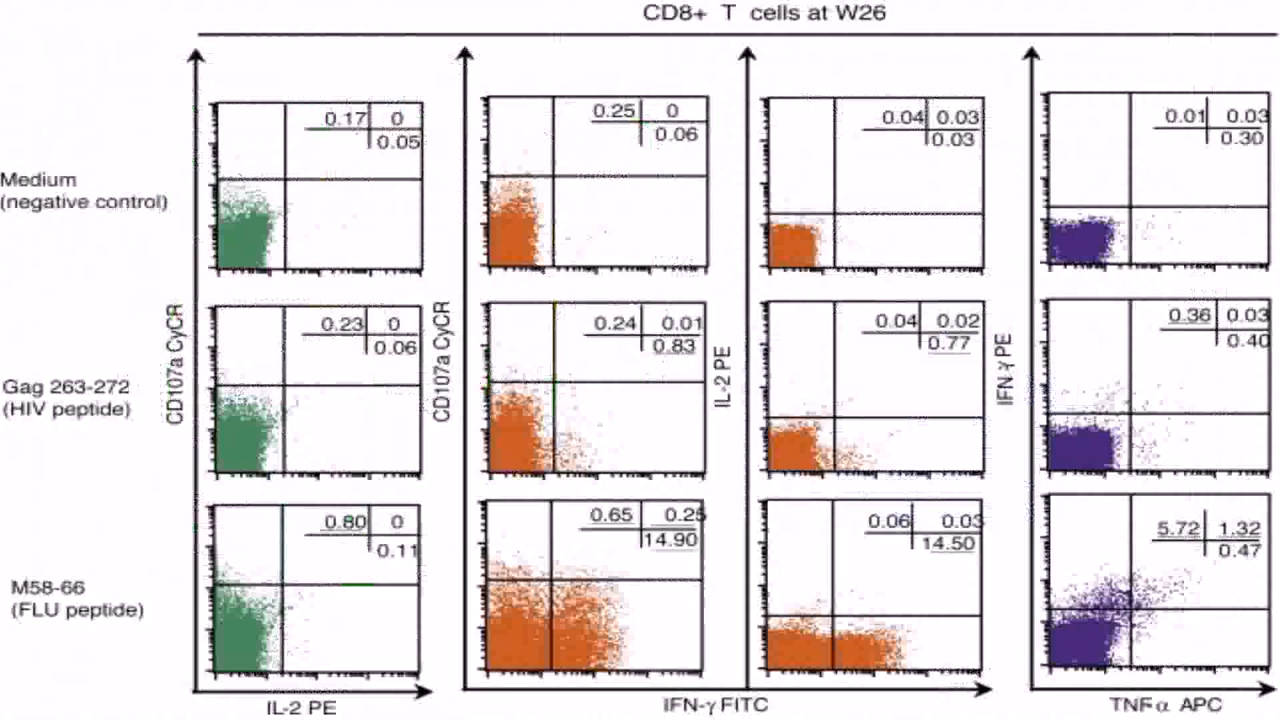 CD8+ T cells at W26
Medium
(negative control)
0.17 0
0.05
0.25 0
0.06
0.04 0.03
0.03
0.01 0.03
0.30
Gag 263-272
(HIV peptide)
CD107a CyCR
0.23 0
0.06
CD107a CyCR
0.24 0.01
0.83
IL-2 PE
0.04 0.02
0.77
IFN-γ PE
0.36 0.03
0.40
M58-66
(FLU peptide)
0.80 0
0.11
0.65 0.25
14.90
0.06 0.03
14.50
5.72 1.32
0.47
IL-2 PE
IFN-γ FITC
TNFα APC